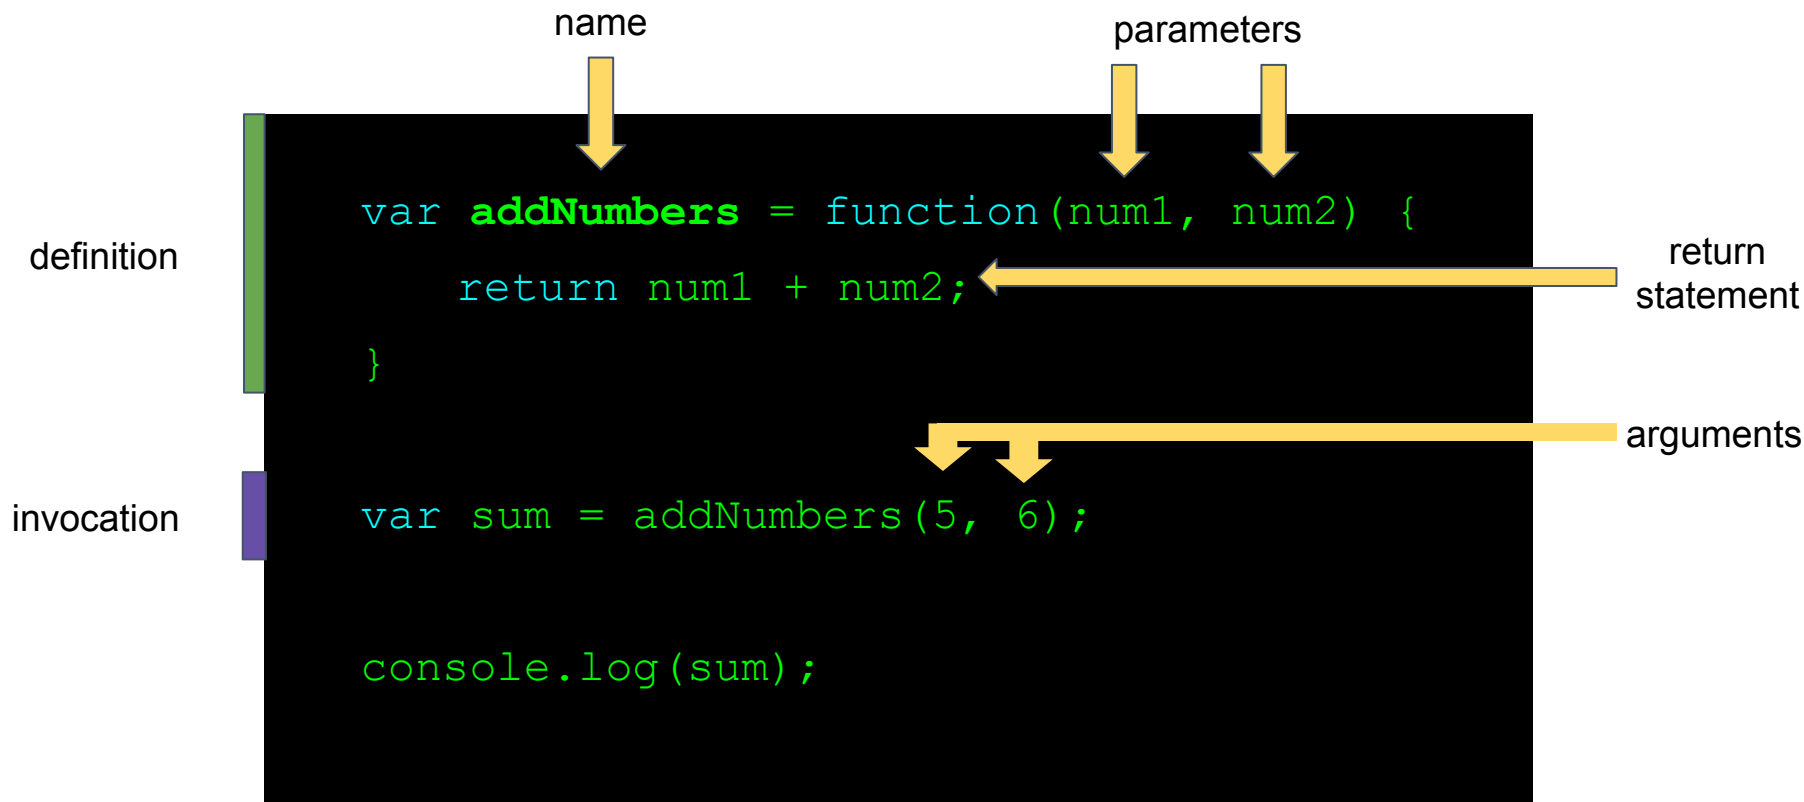 name
parameters
var addNumbers = function(num1, num2) {
definition
return num1 + num2;
return
statement
}
arguments
invocation
var sum = addNumbers(5, 6);
console.log(sum);